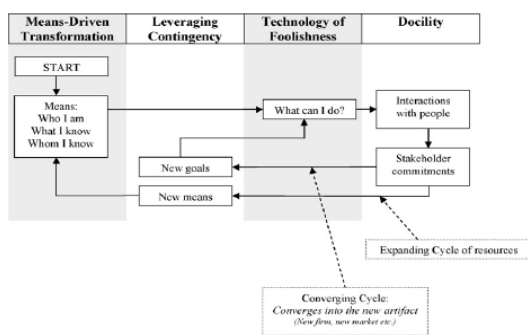 Means-Driven
Transformation
Leveraging
Contingency
Technology of
Foolishness
Docility
START
Means:
Who I am
What I know
Whom I know
What can I do?
Interactions
with people
New goals
Stakeholder
commitments
New means
Expanding Cycle of resources
Converging Cycle:
Converges into the new artifact
(New firm, new market etc.)